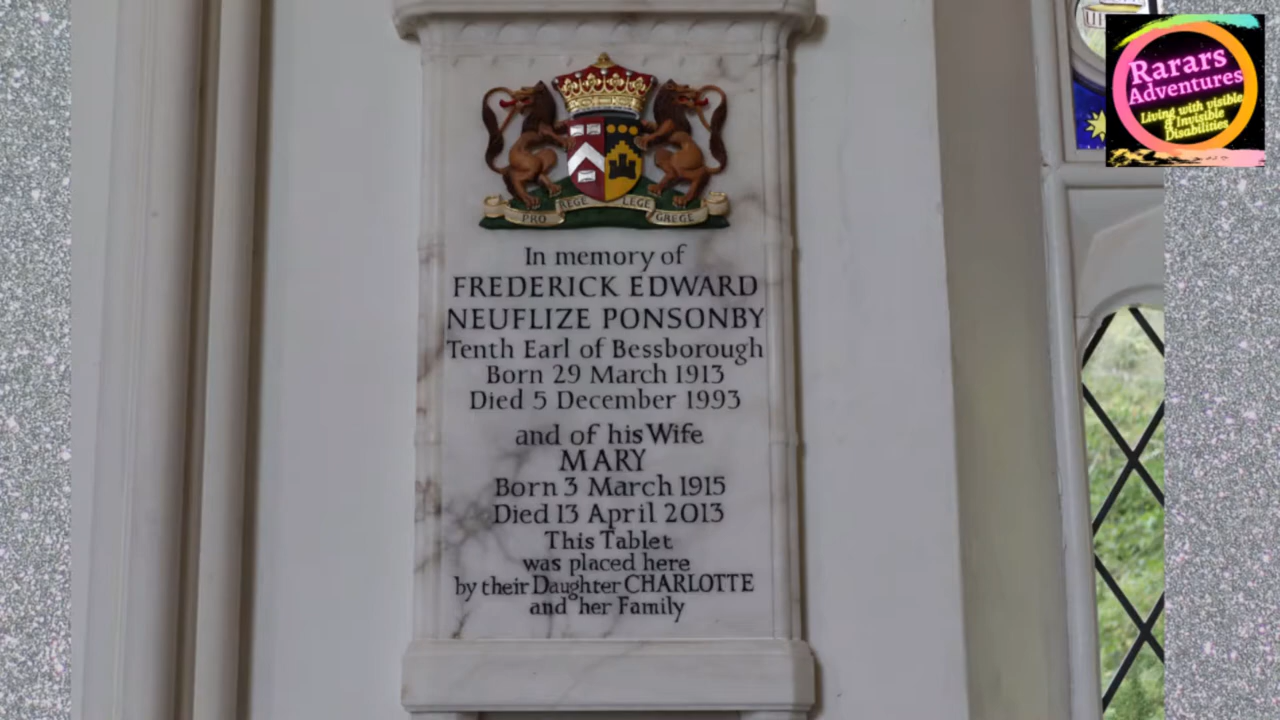 PRO REGE LEGE GREGE
In memory of
FREDERICK EDWARD
NEUFLIZE PONSONBY
Tenth Earl of Bessborough
Born 29 March 1913
Died 5 December 1993
and of his Wife
MARY
Born 3 March 1915
Died 13 April 2013
This Tablet
was placed here
by their Daughter CHARLOTTE
and her Family
Rarars
Adventures
Living with visible
& Invisible
Disabilities